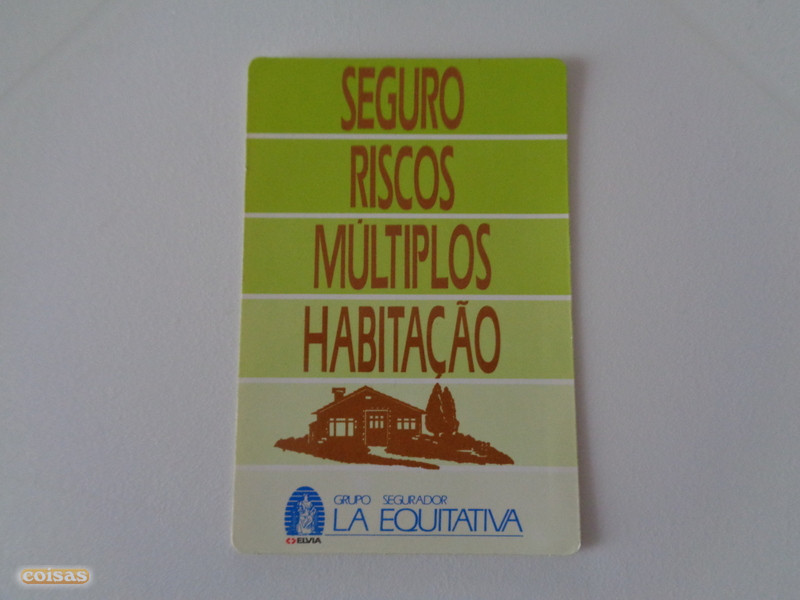 SEGURO
RISCOS
MÚLTIPLOS
HABITAÇÃO
GRUPO SEGURADOR
LA EQUITATIVA
ELVIA
coisas